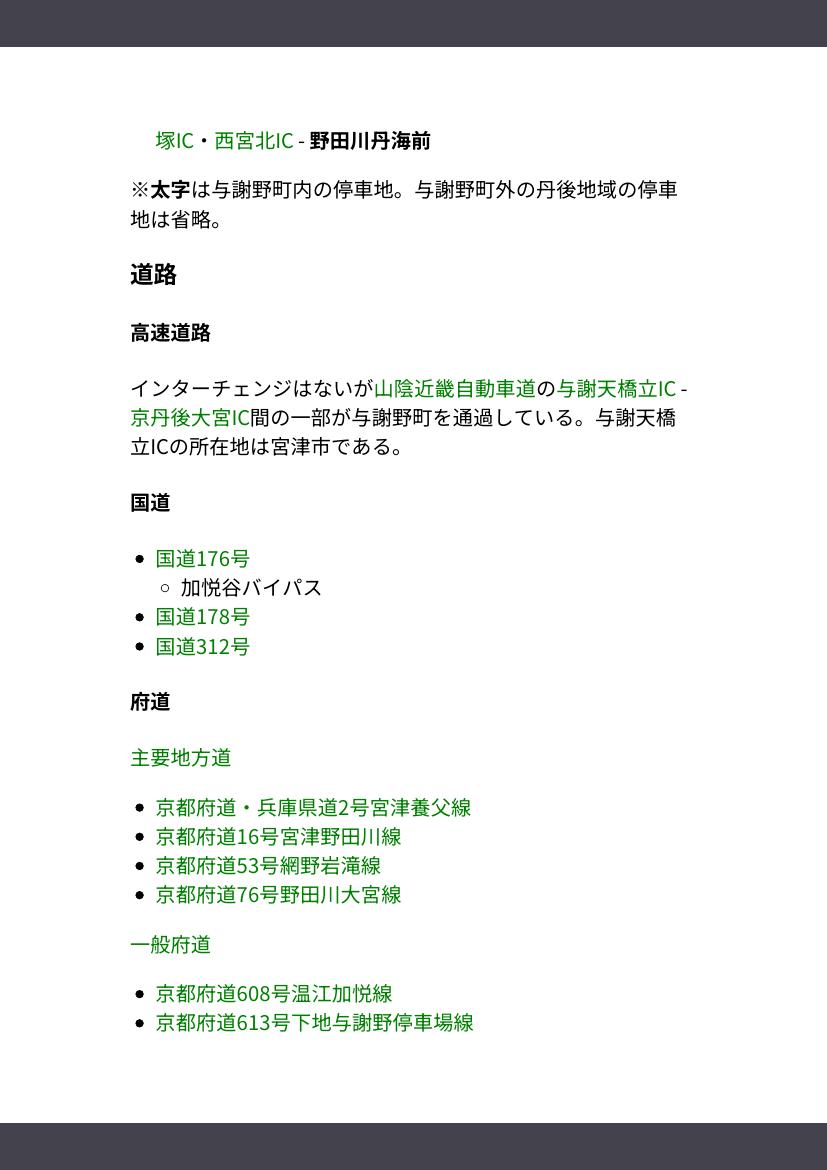 塚IC・西宮北IC - 野田川丹海前
※太字は与謝野町内の停車地。与謝野町外の丹後地域の停車
地は省略。
道路
高速道路
インターチェンジはないが山陰近畿自動車道の与謝天橋立IC -
京丹後大宮IC間の一部が与謝野町を通過している。与謝天橋
立ICの所在地は宮津市である。
国道
• 国道176号
◦ 加悦谷バイパス
• 国道178号
• 国道312号
府道
主要地方道
• 京都府道・兵庫県道2号宮津養父線
• 京都府道16号宮津野田川線
• 京都府道53号網野岩滝線
• 京都府道76号野田川大宮線
一般府道
• 京都府道608号温江加悦線
• 京都府道613号下地与謝野停車場線